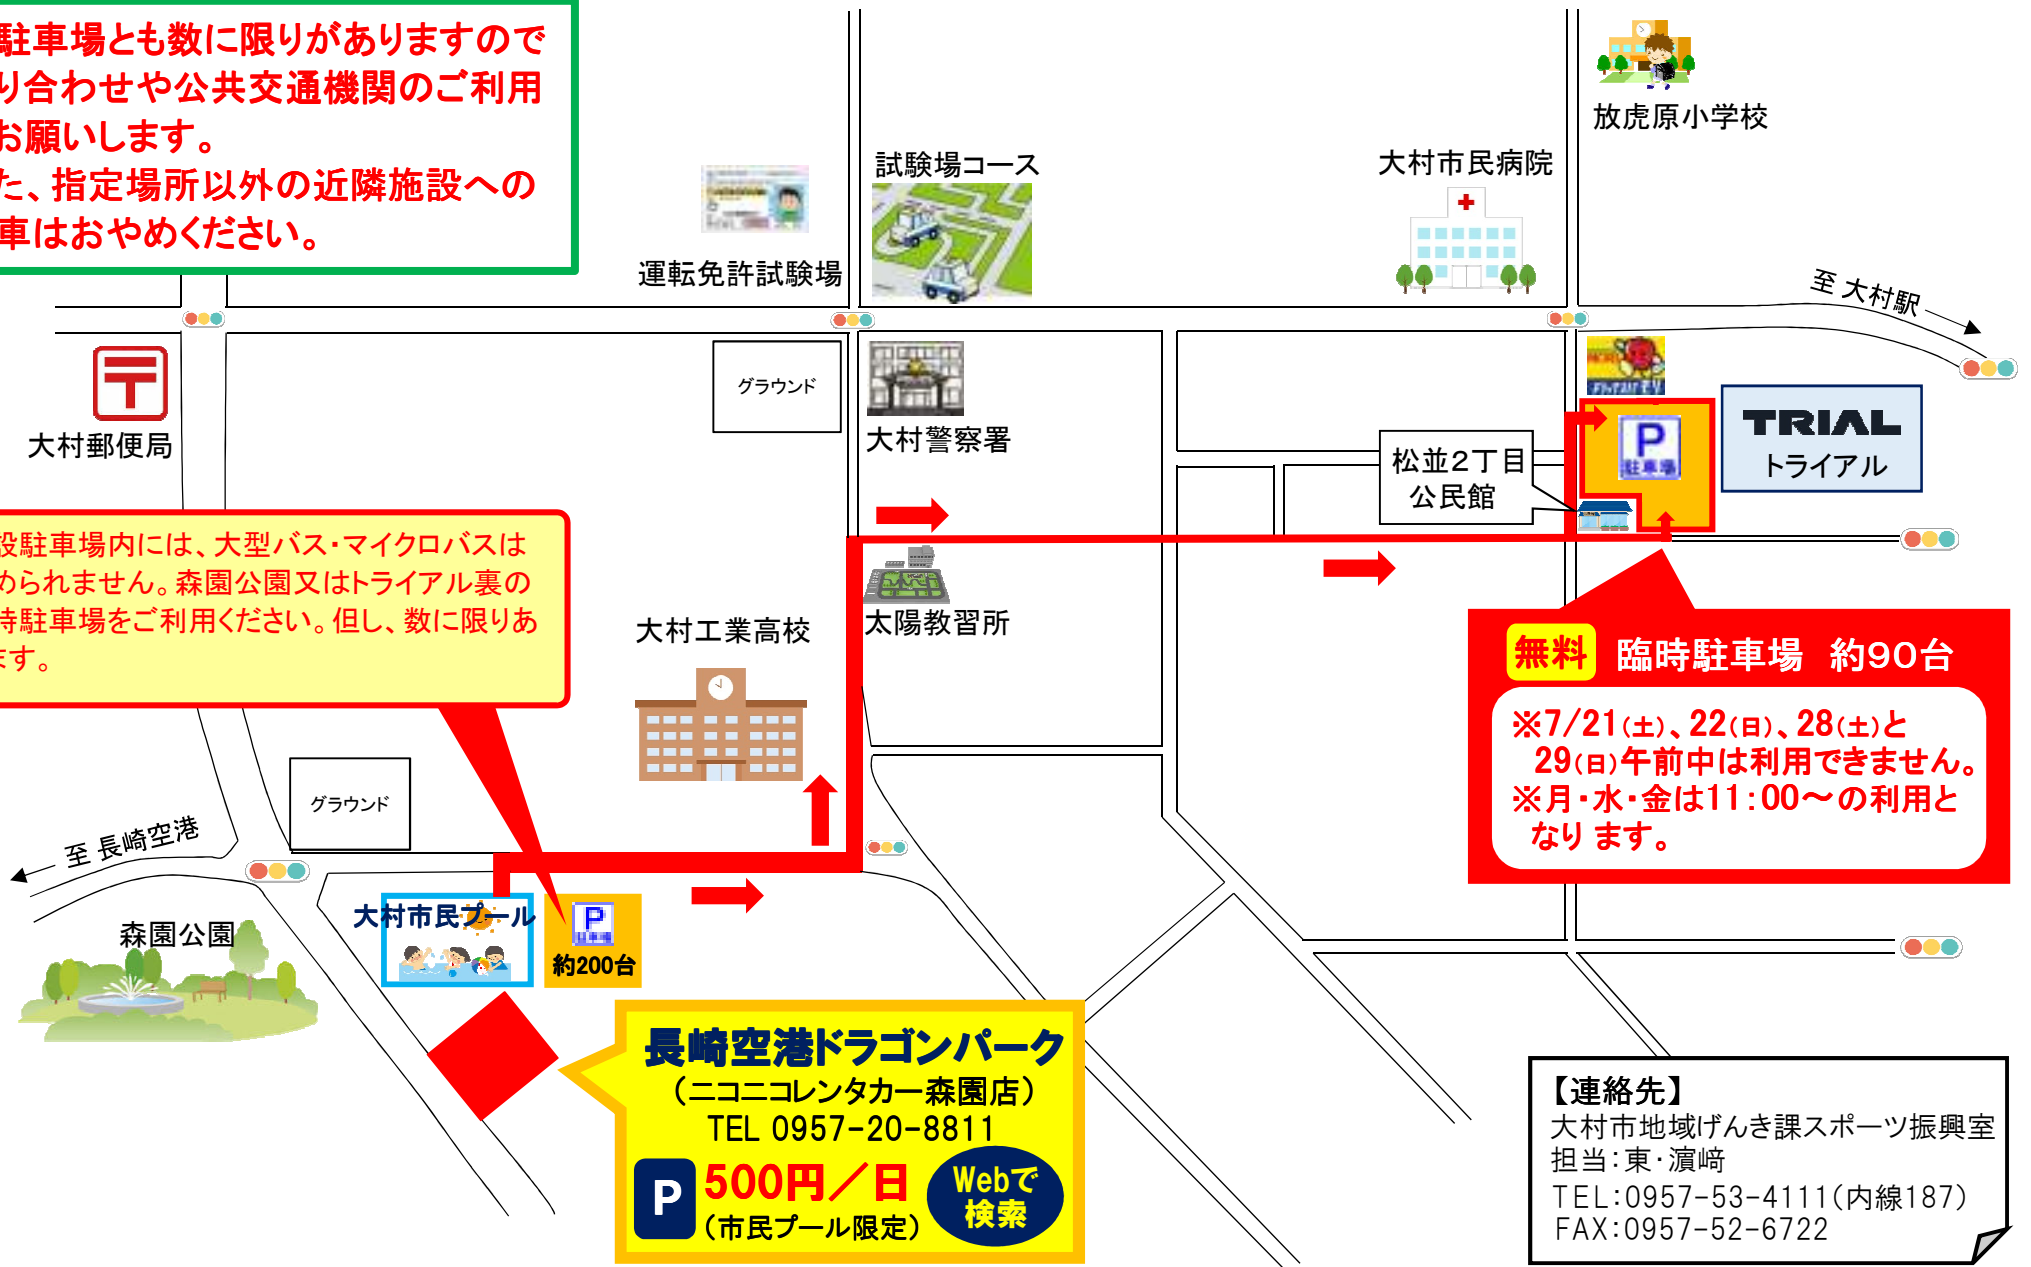 駐車場とも数に限りがありますので
り合わせや公共交通機関のご利用
お願いします。
た、指定場所以外の近隣施設への
車はおやめください。
放虎原小学校
試験場コース
大村市民病院
運転免許試験場
至 大村駅
グラウンド
大村郵便局
大村警察署
松並2丁目
公民館
P
駐車場
TRIAL
トライアル
設駐車場内には、大型バス・マイクロバスは
められません。森園公園又はトライアル裏の
時駐車場をご利用ください。但し、数に限りあ
ます。
大村工業高校
太陽教習所
無料 臨時駐車場 約90台
※7/21(土)、22(日)、28(土)と
29(日)午前中は利用できません。
※月・水・金は11:00～の利用と
なり ます。
グラウンド
至 長崎空港
森園公園
大村市民プール
P
駐車場
約200台
長崎空港ドラゴンパーク
（ニコニコレンタカー森園店）
TEL 0957-20-8811
P 500円／日
（市民プール限定）
Webで
検索
【連絡先】
大村市地域げんき課スポーツ振興室
担当：東・濵﨑
TEL：0957-53-4111（内線187）
FAX：0957-52-6722